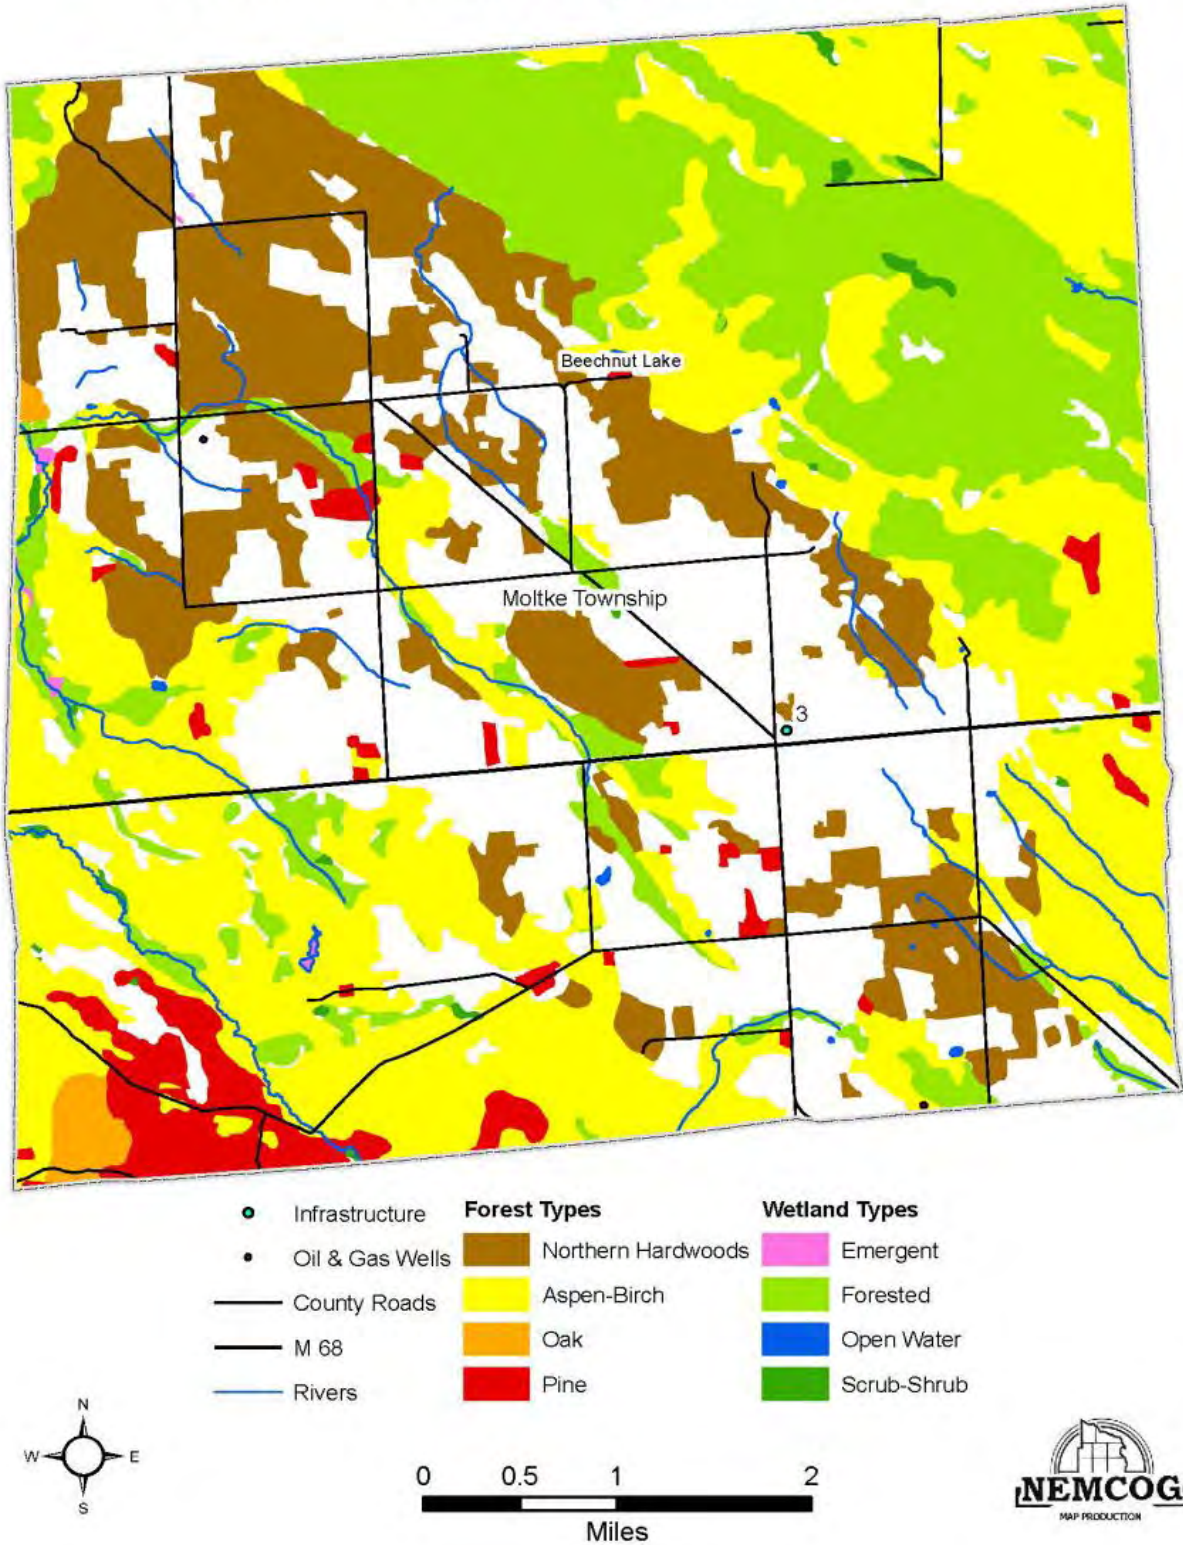 Beechnut Lake
Moltke Township
3
Infrastructure
Oil & Gas Wells
County Roads
M 68
Rivers
Forest Types
Northern Hardwoods
Aspen-Birch
Oak
Pine
Wetland Types
Emergent
Forested
Open Water
Scrub-Shrub
N
W E
S
0 0.5 1 2
Miles
NEMCOG
MAP PRODUCTION